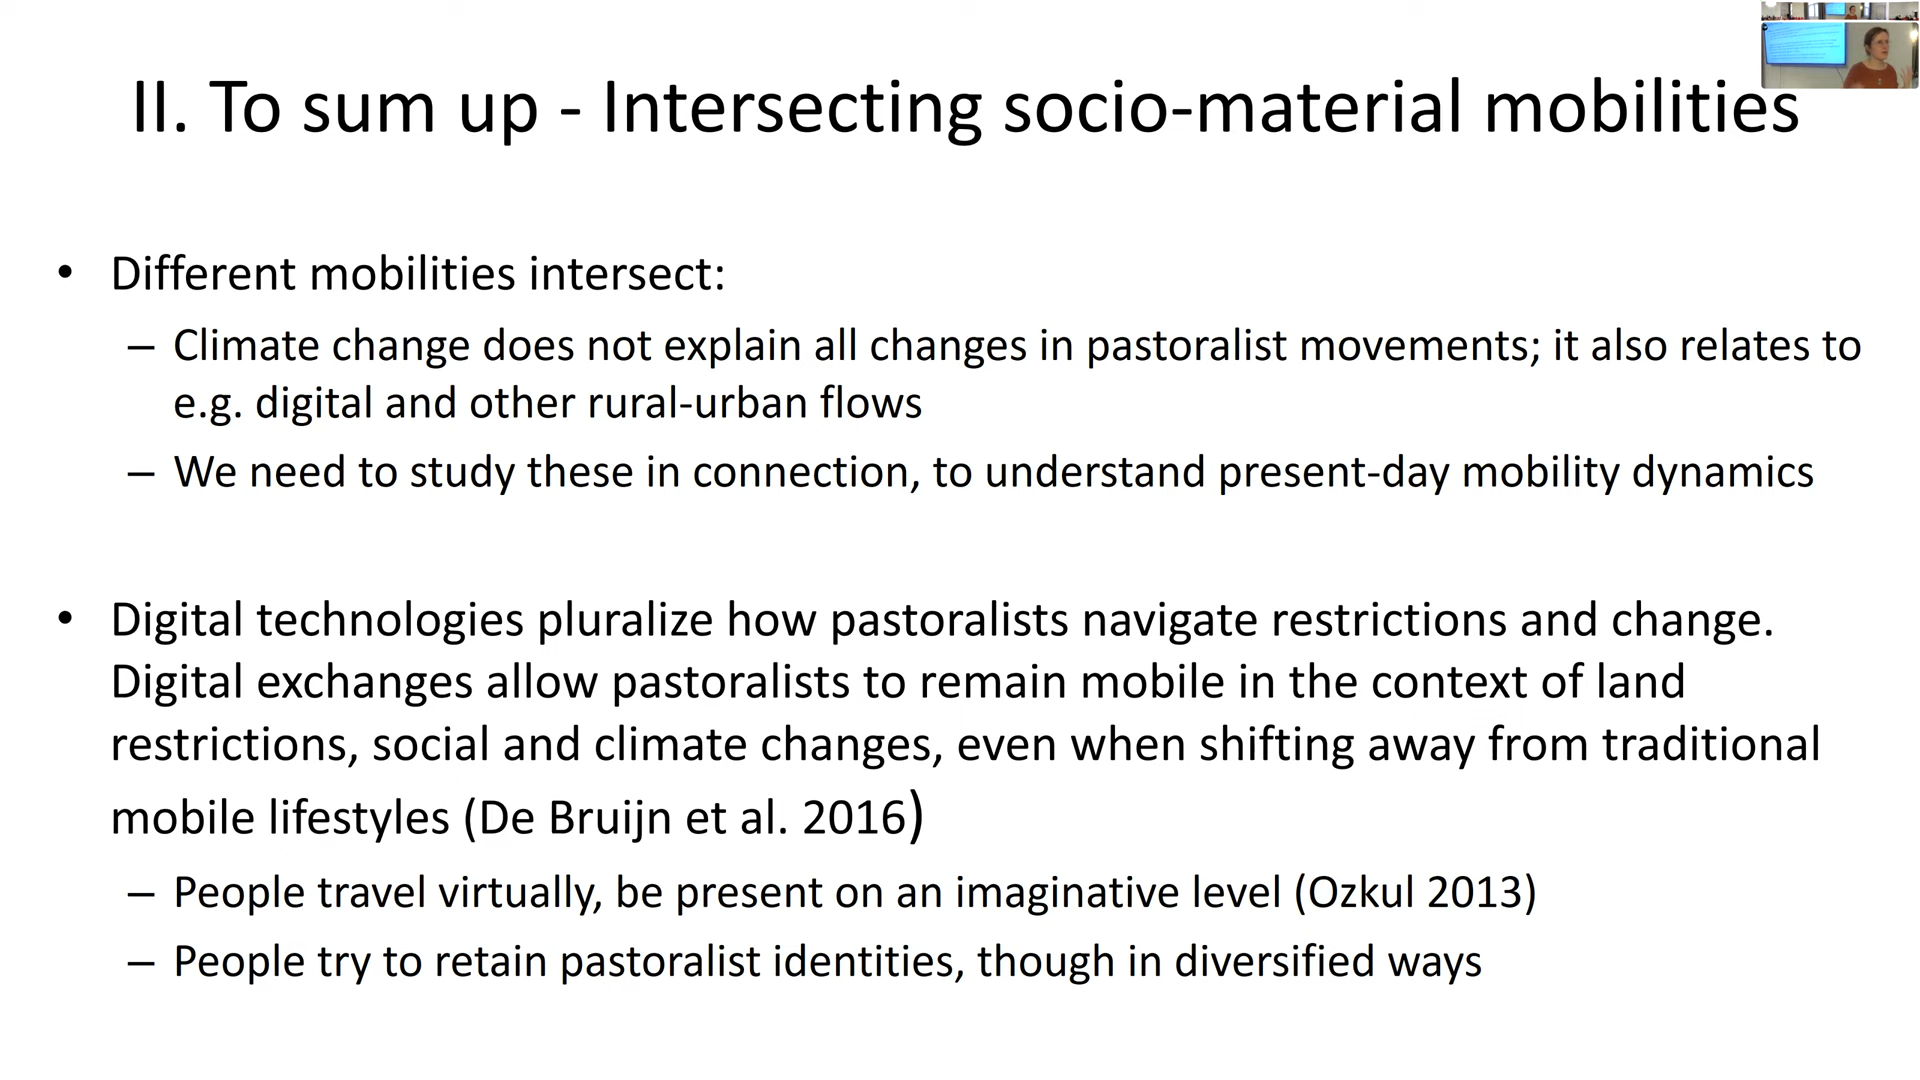 II. To sum up - Intersecting socio-material mobilities
• Different mobilities intersect:
– Climate change does not explain all changes in pastoralist movements; it also relates to
e.g. digital and other rural-urban flows
– We need to study these in connection, to understand present-day mobility dynamics
• Digital technologies pluralize how pastoralists navigate restrictions and change.
Digital exchanges allow pastoralists to remain mobile in the context of land
restrictions, social and climate changes, even when shifting away from traditional
mobile lifestyles (De Bruijn et al. 2016)
– People travel virtually, be present on an imaginative level (Ozkul 2013)
– People try to retain pastoralist identities, though in diversified ways